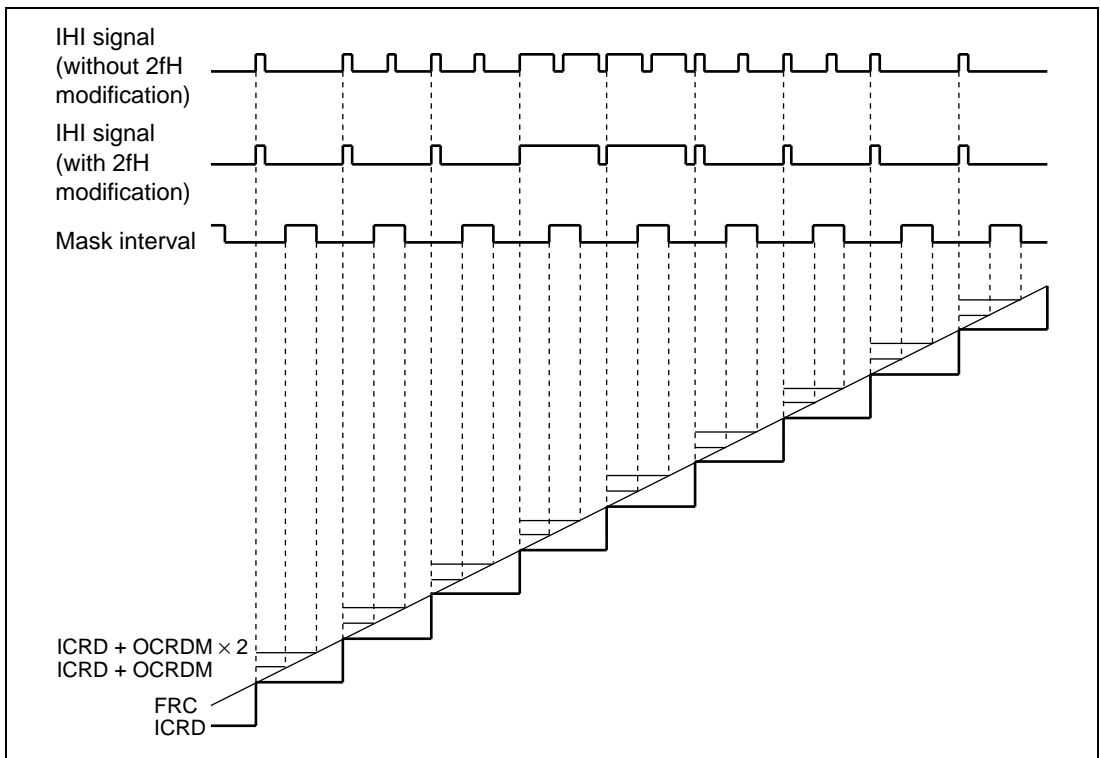 IHI signal
(without 2fH
modification)
IHI signal
(with 2fH
modification)
Mask interval
ICRD + OCRDM × 2
ICRD + OCRDM
FRC
ICRD